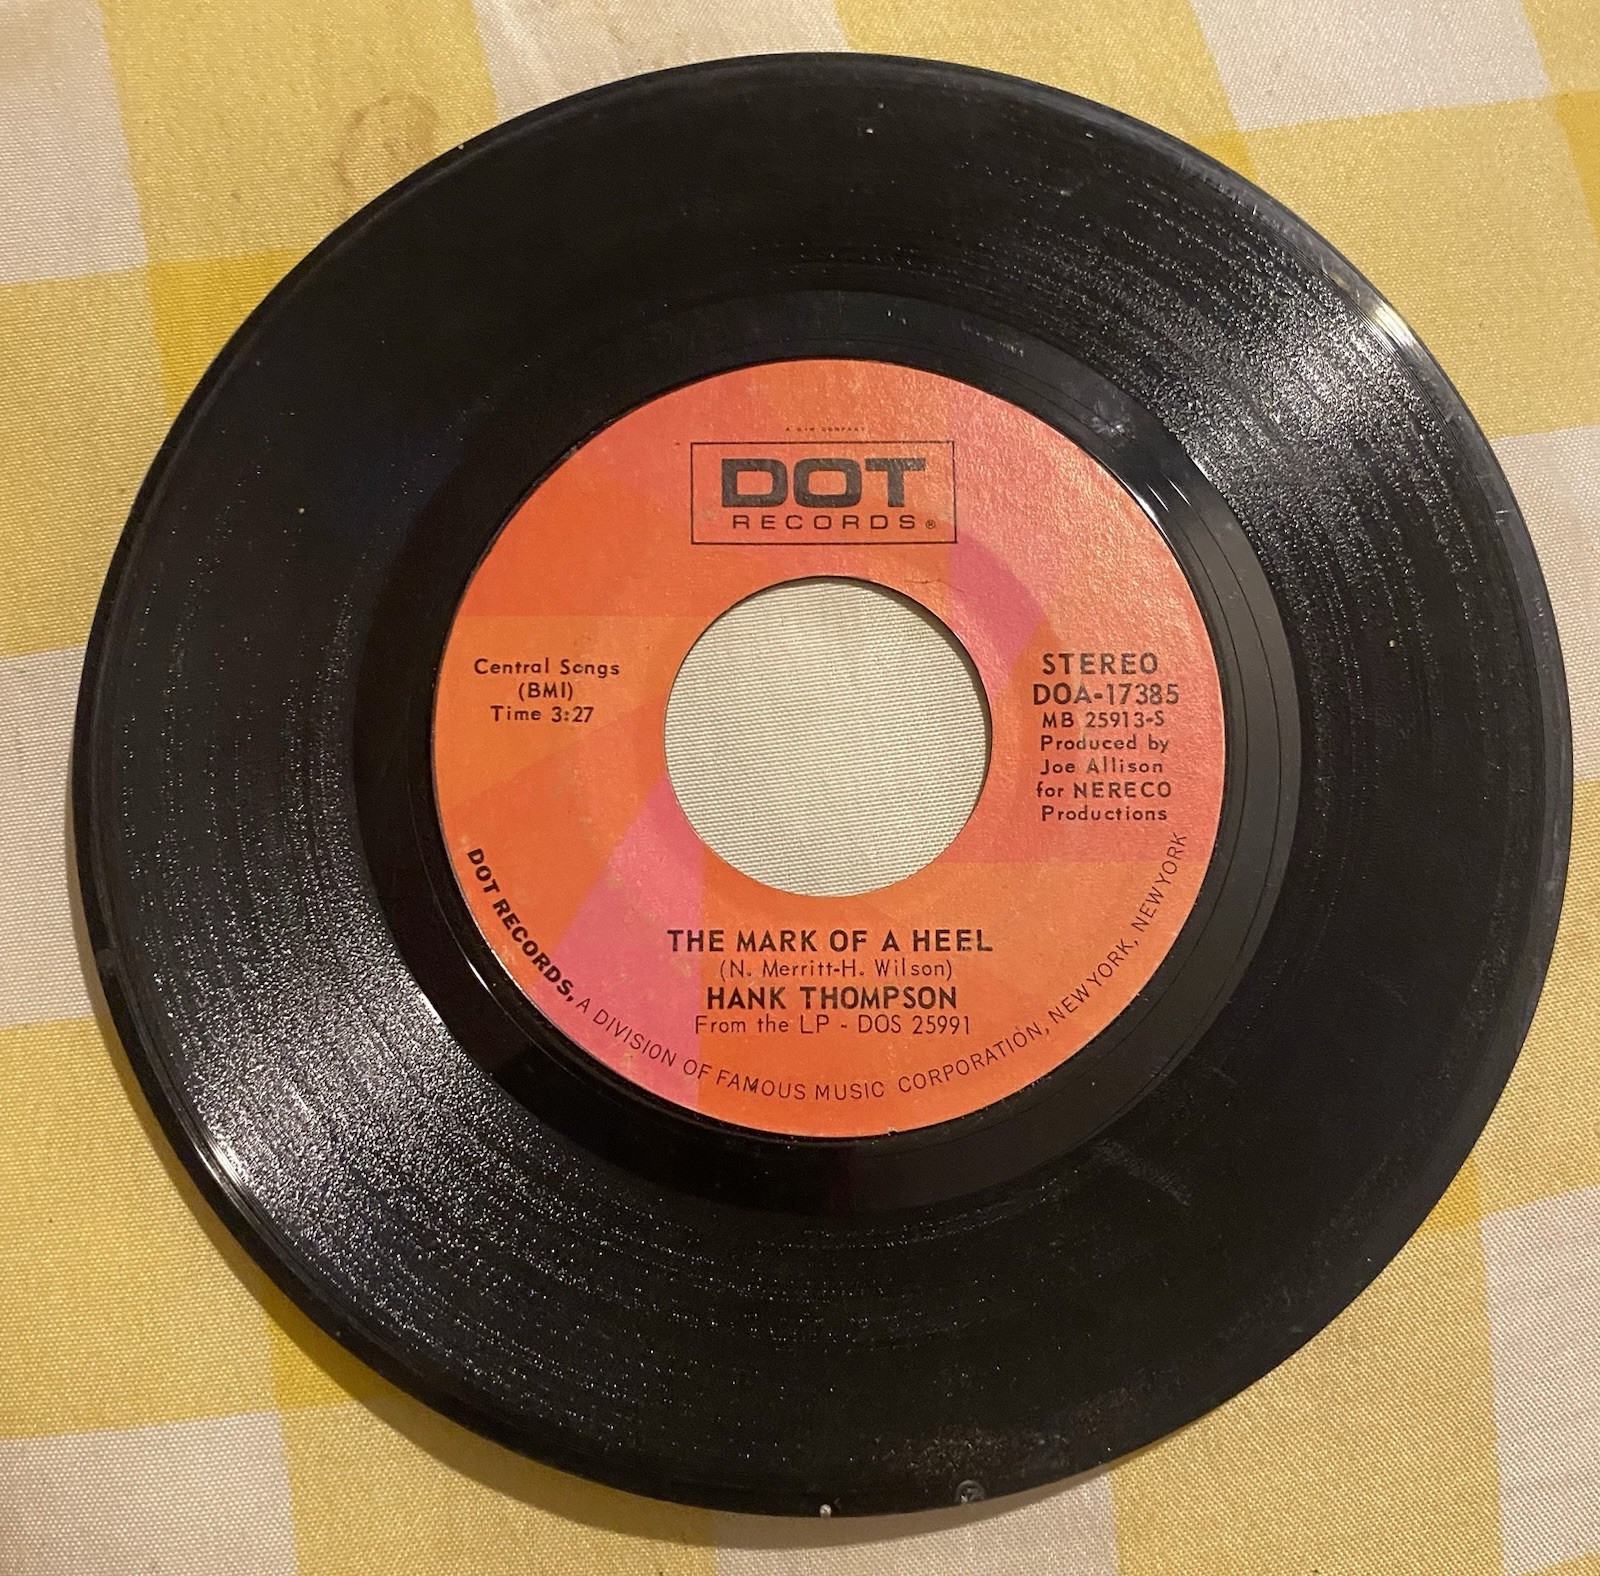 A G+W COMPANY
DOT
RECORDS®
Central Songs
(BMI)
Time 3:27
STEREO
DOA-17385
MB 25913-S
Produced by
Joe Allison
for NERECO
Productions
THE MARK OF A HEEL
(N. Merritt-H. Wilson)
HANK THOMPSON
From the LP - DOS 25991
DOT RECORDS, A DIVISION OF FAMOUS MUSIC CORPORATION, NEW YORK, NEW YORK